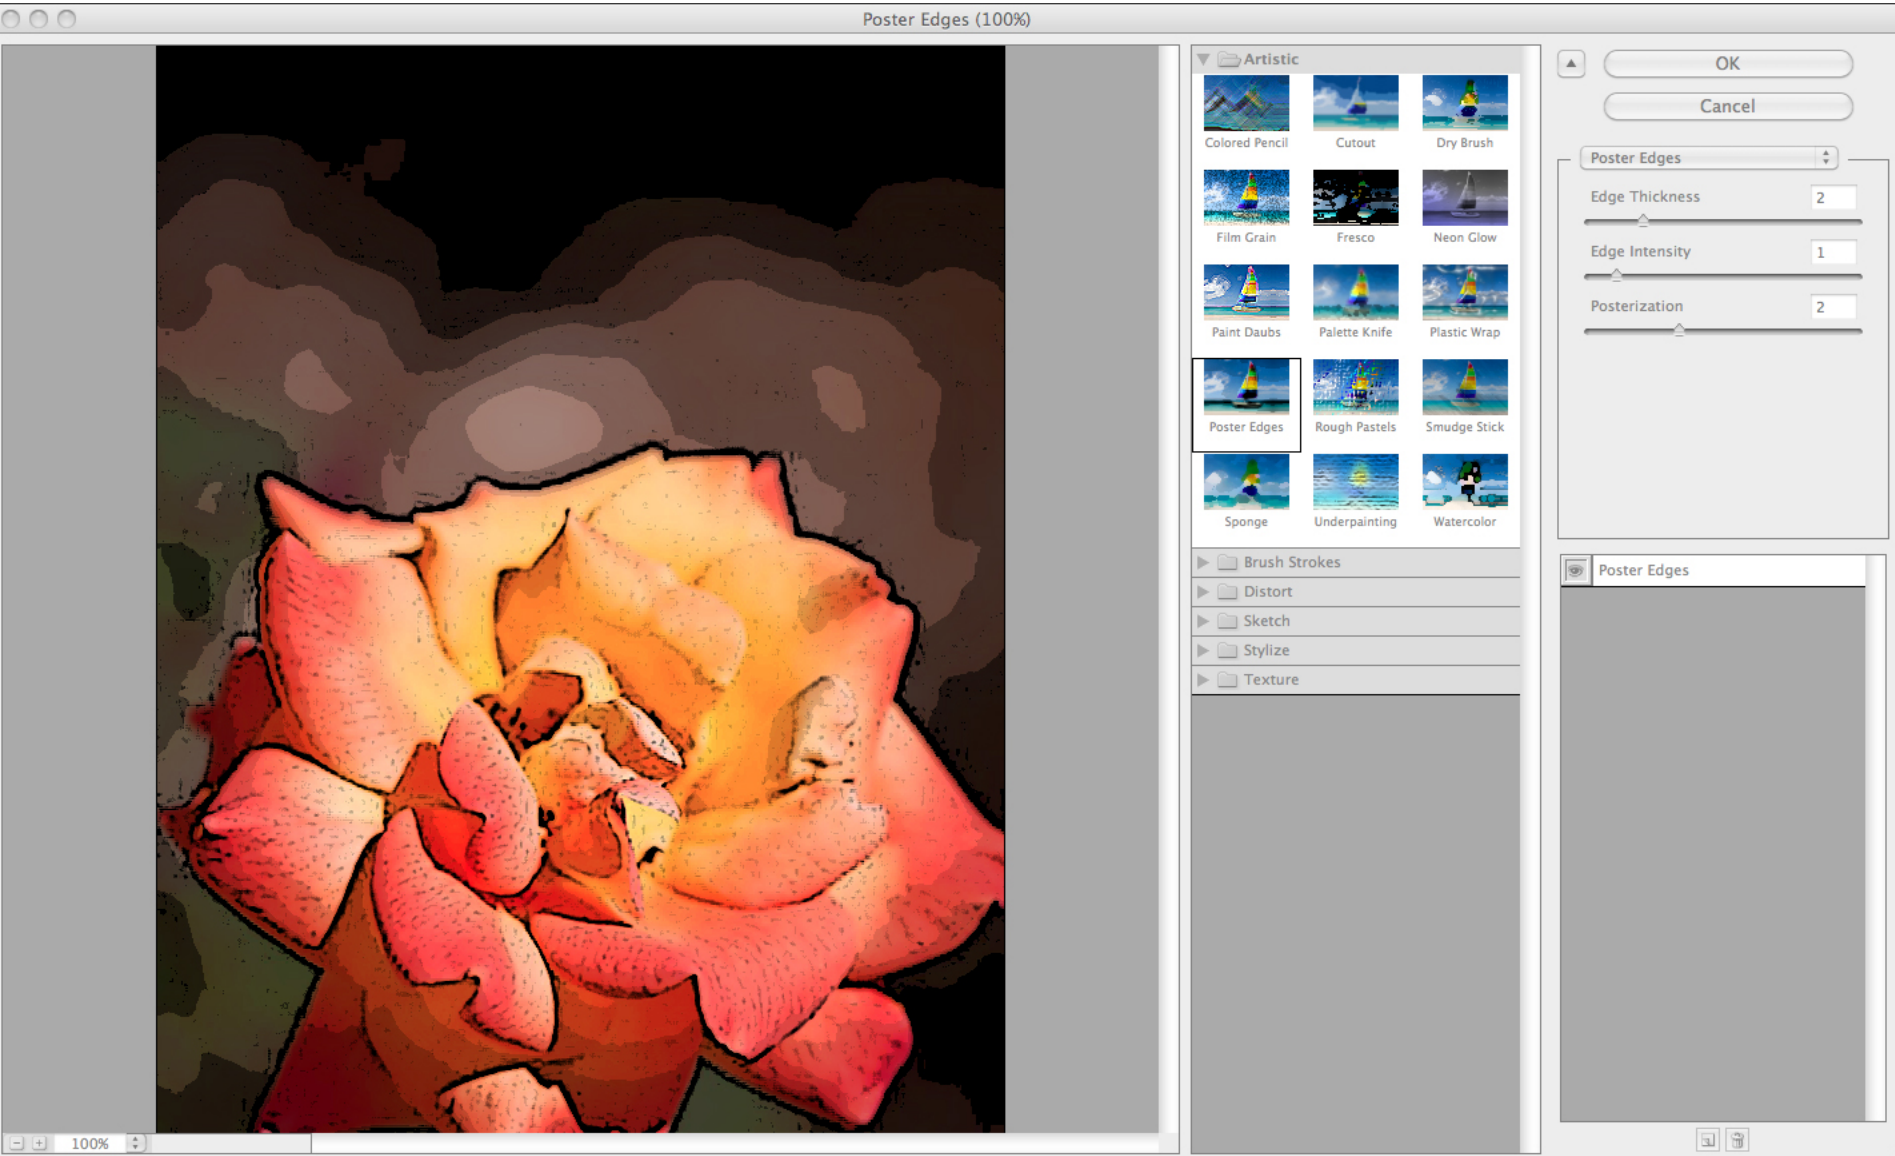 Poster Edges (100%)
Artistic
Colored Pencil
Cutout
Dry Brush
Film Grain
Fresco
Neon Glow
Paint Daubs
Palette Knife
Plastic Wrap
Poster Edges
Rough Pastels
Smudge Stick
Sponge
Underpainting
Watercolor
Brush Strokes
Distort
Sketch
Stylize
Texture
OK
Cancel
Poster Edges
Edge Thickness 2
Edge Intensity 1
Posterization 2
Poster Edges
100%